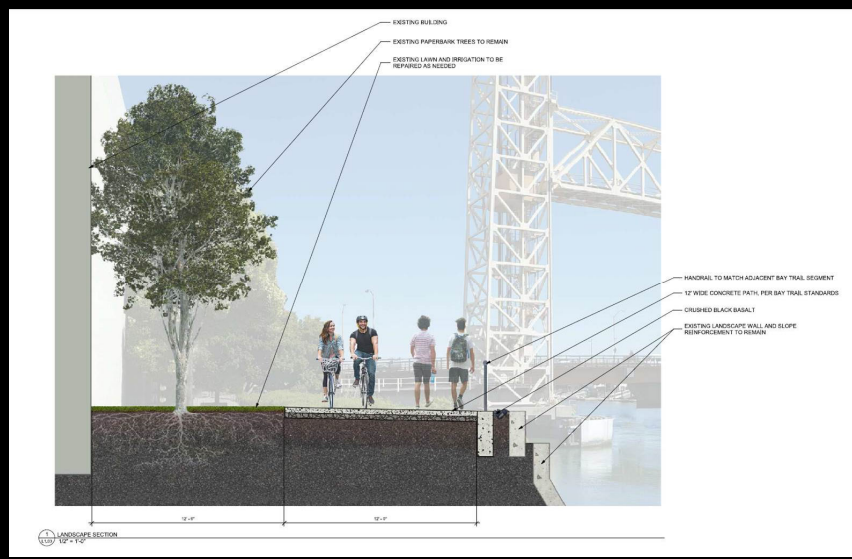 EXISTING BUILDING
EXISTING PAPERBARK TREES TO REMAIN
EXISTING LAWN AND IRRIGATION TO BE
REPAIRED AS NEEDED
HANDRAIL TO MATCH ADJACENT BAY TRAIL SEGMENT
12' WIDE CONCRETE PATH, PER BAY TRAIL STANDARDS
CRUSHED BLACK BASALT
EXISTING LANDSCAPE WALL AND SLOPE
REINFORCEMENT TO REMAIN
12' - 0" 12' - 0"
1 LANDSCAPE SECTION
1/2" = 1'-0"